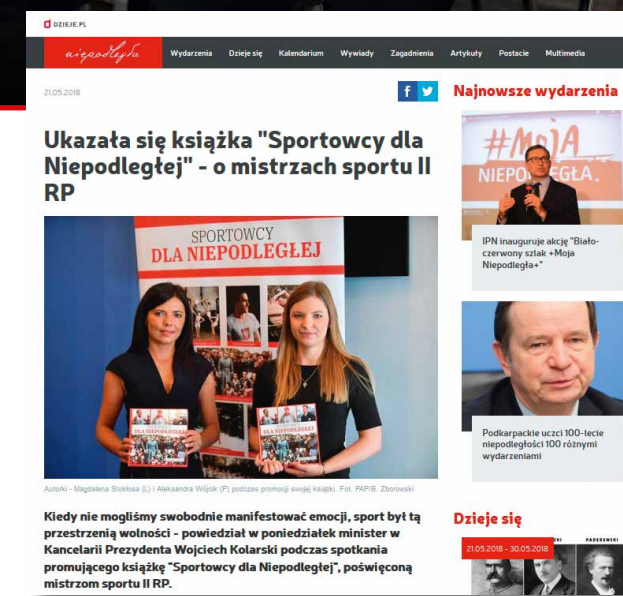 DZIEJE.PL
niepodległa
Wydarzenia Dzieje się Kalendarium Wywiady Zagadnienia Artykuły Postacie Multimedia
21.05.2018
Ukazała się książka "Sportowcy dla
Niepodległej" - o mistrzach sportu II
RP
SPORTOWCY
DLA NIEPODLEGŁEJ
DLA NIEPODLEGŁEJ
DLA NIEPODLEGŁEJ
Autorki - Magdalena Stokłosa (L) i Aleksandra Wójcik (P) podczas promocji swojej książki. Fot. PAP/B. Zborowski
Kiedy nie mogliśmy swobodnie manifestować emocji, sport był tą
przestrzenią wolności - powiedział w poniedziałek minister w
Kancelarii Prezydenta Wojciech Kolarski podczas spotkania
promującego książkę "Sportowcy dla Niepodległej", poświęconą
mistrzom sportu II RP.
Najnowsze wydarzenia
#MOJA
NIEPODLEGŁA.
IPN inauguruje akcję "Biało-
czerwony szlak +Moja
Niepodległa+"
Podkarpackie uczci 100-lecie
niepodległości 100 różnymi
wydarzeniami
Dzieje się
21.05.2018 - 30.05.2018
PADEREWSKI